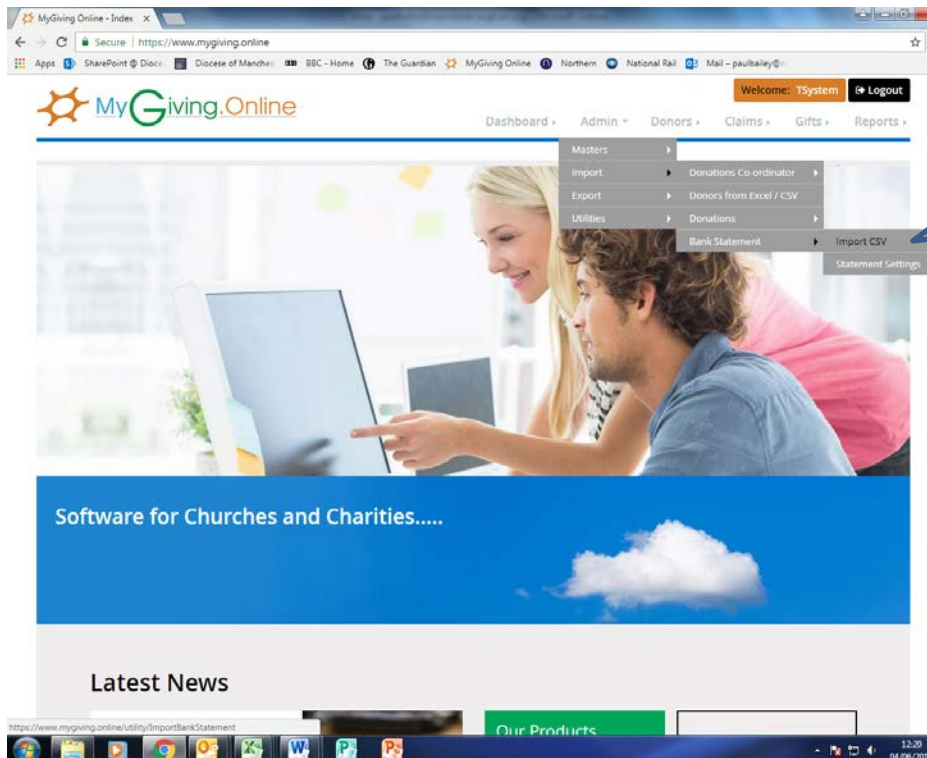 MyGiving Online - Index
Secure | https://www.mygiving.online
Apps SharePoint @ Dioce Diocese of Manches BBC - Home The Guardian MyGiving Online Northern National Rail Mail – paulbailey@
MyGiving.Online
Welcome: TSystem Logout
Dashboard Admin Donors Claims Gifts Reports
Masters
Import Donations Co-ordinator
Export Donors from Excel / CSV
Utilities Donations
Bank Statement Import CSV
Statement Settings
Software for Churches and Charities.....
Latest News
Our Products
https://www.mygiving.online/utility/ImportBankStatement
12:20
04/06/201